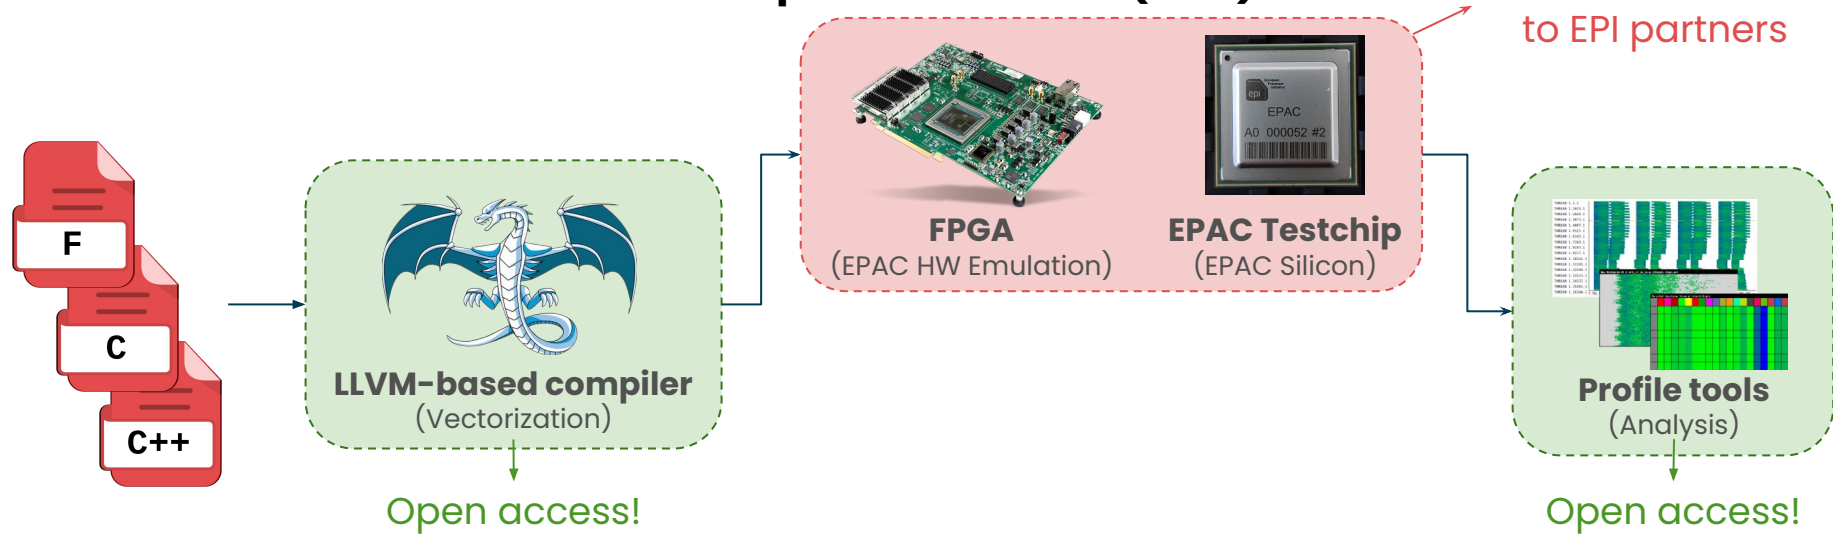 to EPI partners
F
C
C++
LLVM-based compiler
(Vectorization)
Open access!
epi
EPAC
A0 000052 #2
FPGA
(EPAC HW Emulation)
EPAC Testchip
(EPAC Silicon)
Profile tools
(Analysis)
Open access!